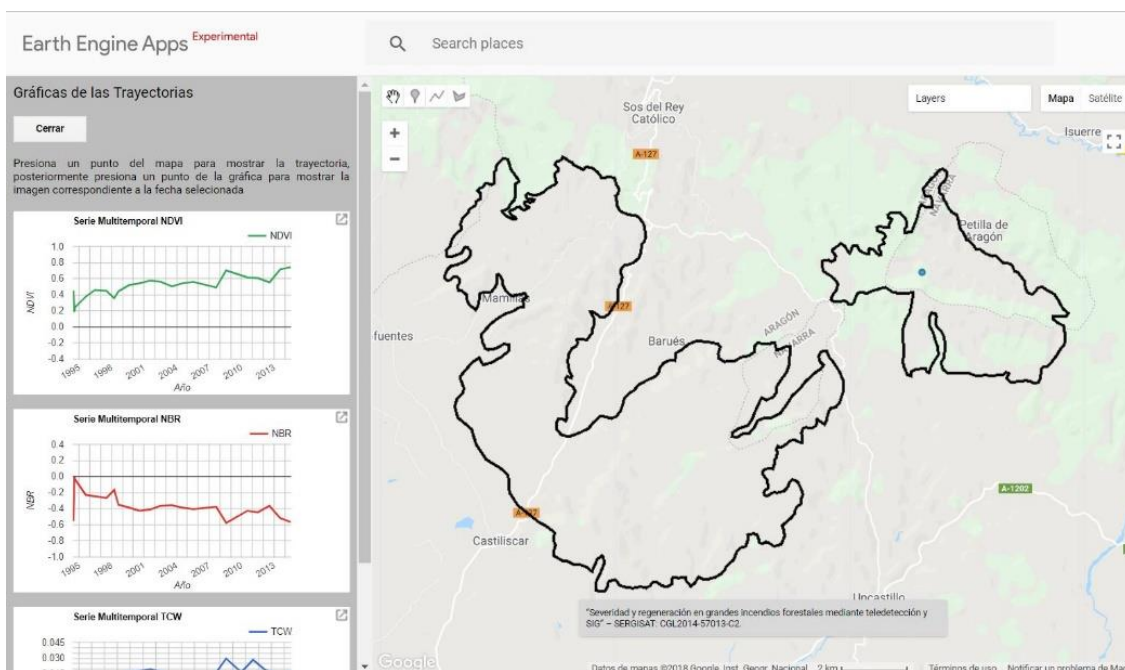 Earth Engine Apps Experimental
Search places
Gráficas de las Trayectorias
Cerrar
Presiona un punto del mapa para mostrar la trayectoria,
posteriormente presiona un punto de la gráfica para mostrar la
imagen correspondiente a la fecha selecionada
Serie Multitemporal NDVI
NDVI
1.0
0.8
0.6
0.4
0.2
0.0
-0.2
-0.4
NDVI
1995 1998 2001 2004 2007 2010 2013
Año
Serie Multitemporal NBR
NBR
0.4
0.2
0.0
-0.2
-0.4
-0.6
-0.8
-1.0
NBR
1995 1998 2001 2004 2007 2010 2013
Año
Serie Multitemporal TCW
TCW
0.045
0.030
Layers
Mapa Satélite
Sos del Rey
Católico
Isuerre
A-127
NAVARRA
Petilla de
Aragón
Mamillas
A-127
fuentes
Barués
ARAGÓN
NAVARRA
A-1202
A-127
Castiliscar
Uncastillo
"Severidad y regeneración en grandes incendios forestales mediante teledetección y
SIG" – SERGISAT: CGL2014-57013-C2.
Google
Datos de mapas ©2018 Google, Inst. Geogr. Nacional 2 km Términos de uso Notificar un problema de Ma